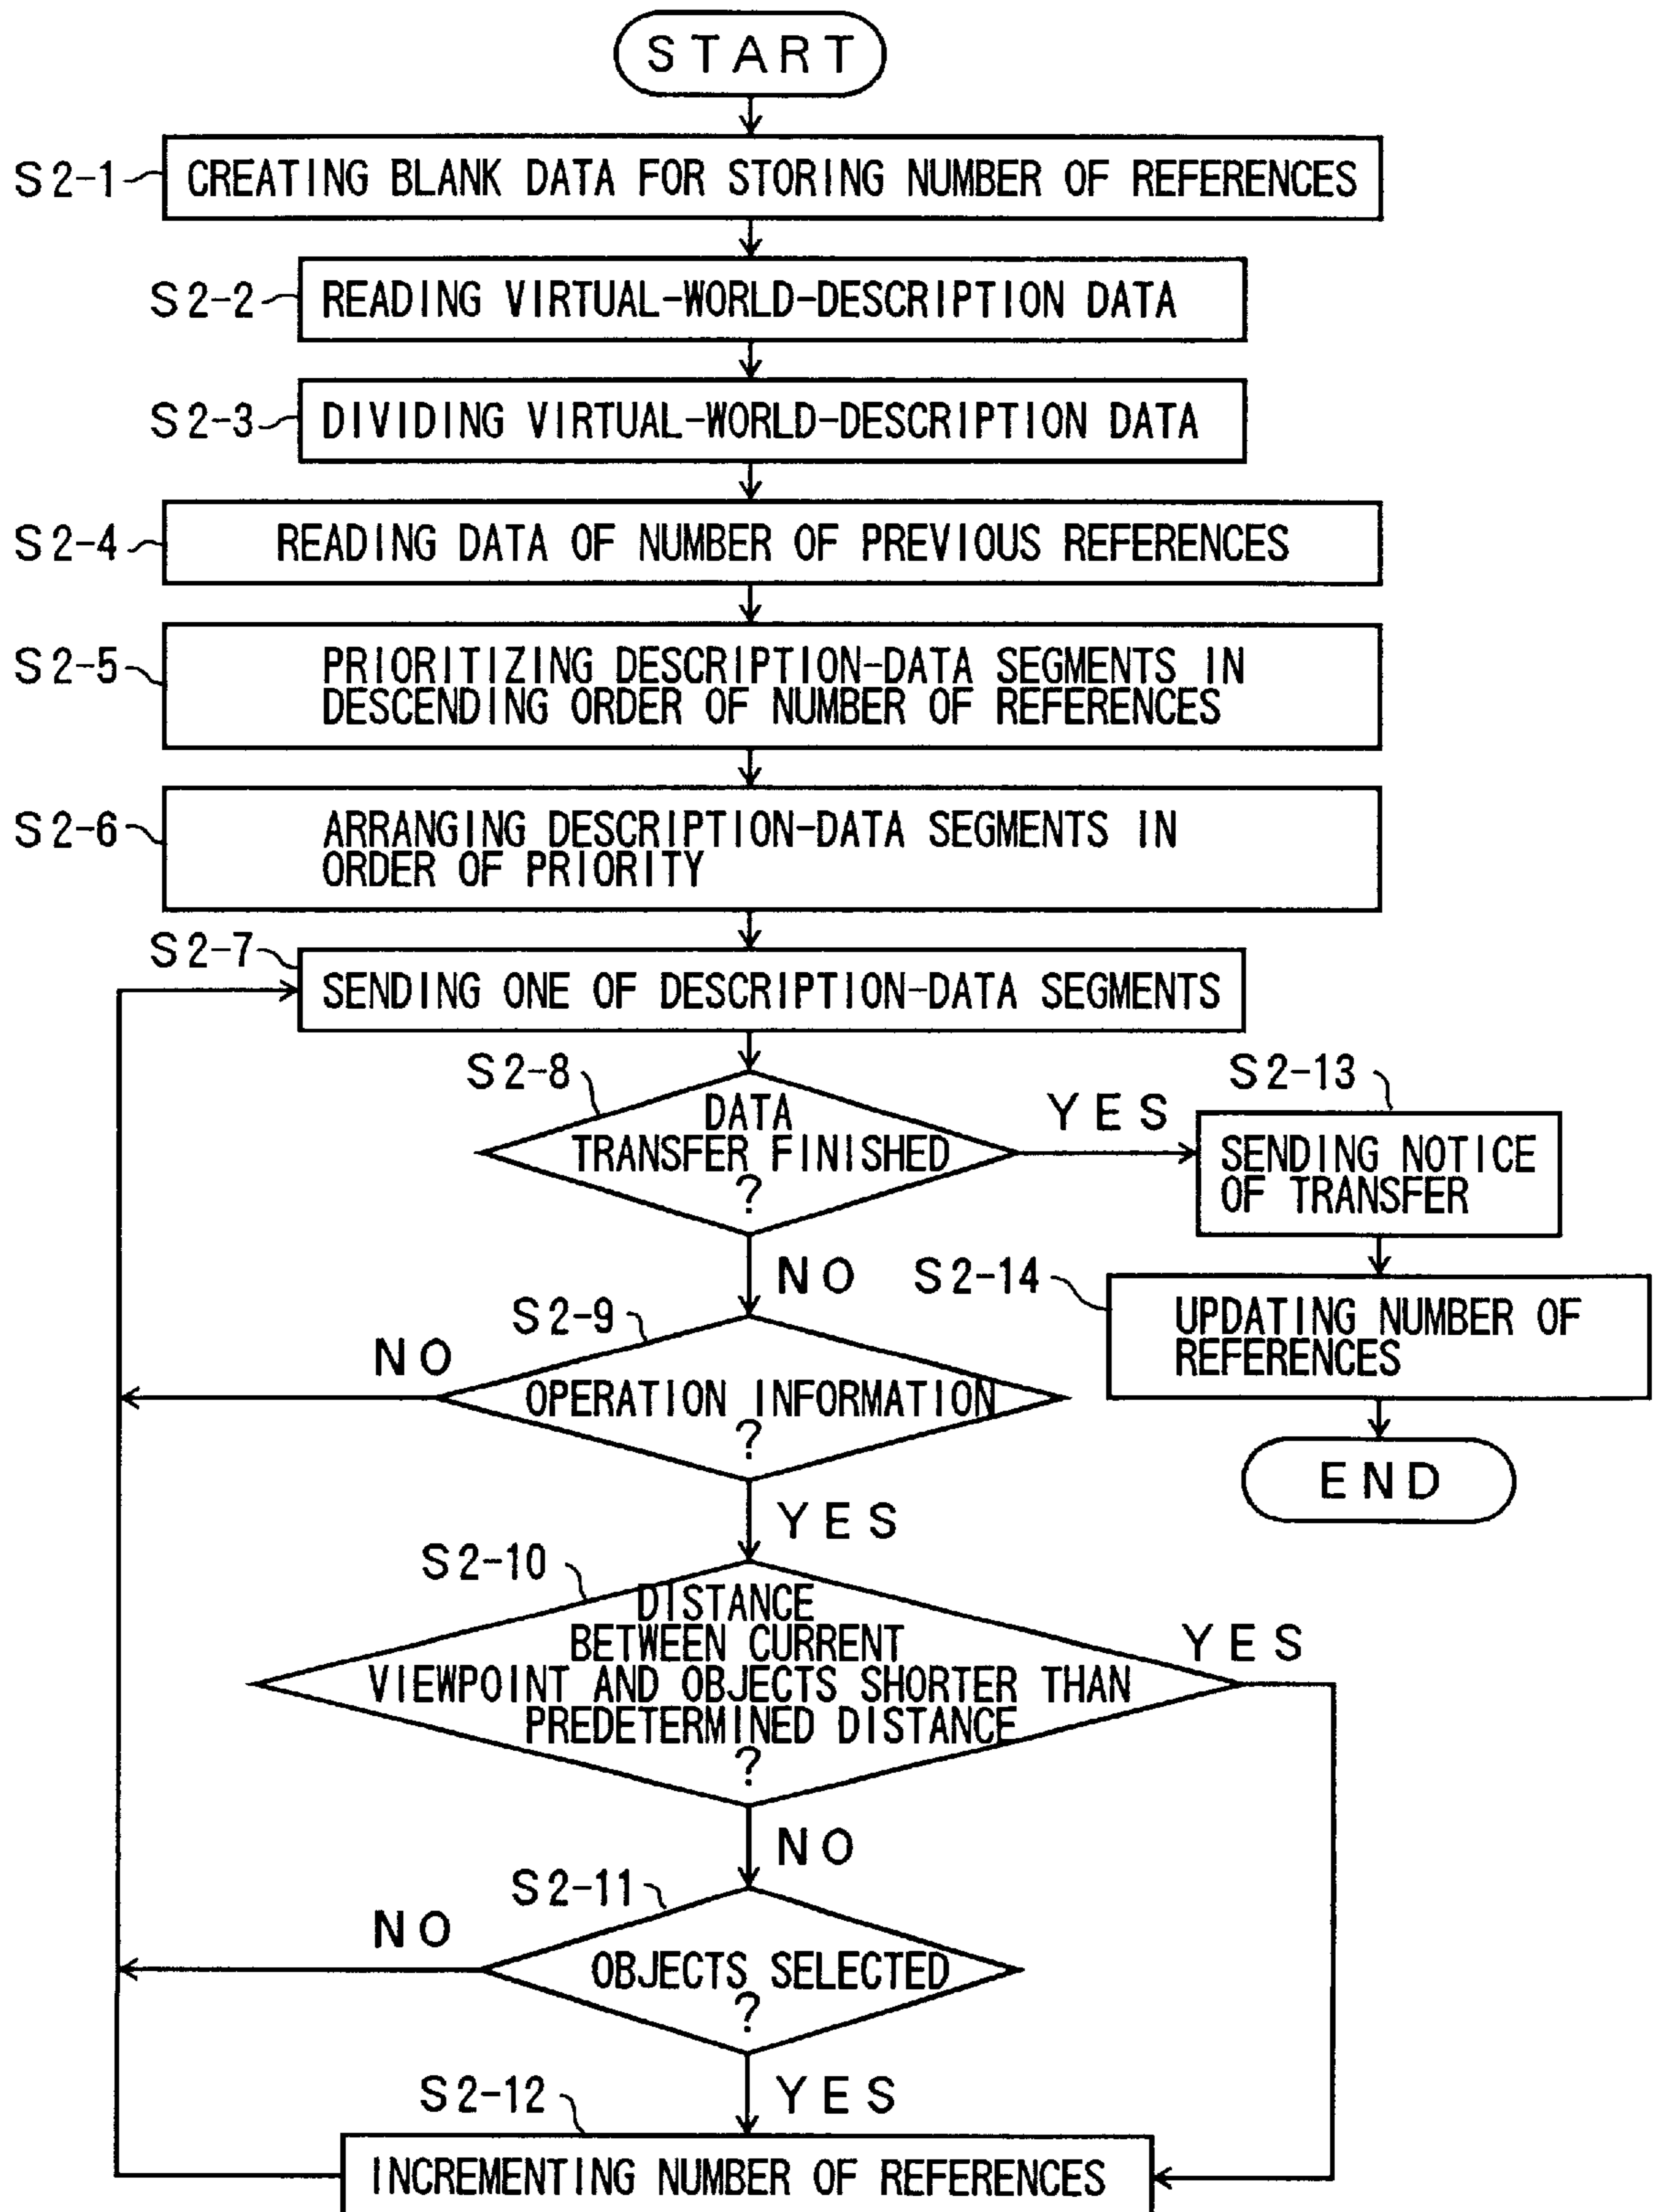 START
S2-1
CREATING BLANK DATA FOR STORING NUMBER OF REFERENCES
S2-2
READING VIRTUAL-WORLD-DESCRIPTION DATA
S2-3
DIVIDING VIRTUAL-WORLD-DESCRIPTION DATA
S2-4
READING DATA OF NUMBER OF PREVIOUS REFERENCES
S2-5
PRIORITIZING DESCRIPTION-DATA SEGMENTS IN
DESCENDING ORDER OF NUMBER OF REFERENCES
S2-6
ARRANGING DESCRIPTION-DATA SEGMENTS IN
ORDER OF PRIORITY
S2-7
SENDING ONE OF DESCRIPTION-DATA SEGMENTS
S2-8
DATA
TRANSFER FINISHED
?
YES
S2-13
SENDING NOTICE
OF TRANSFER
NO
S2-14
UPDATING NUMBER OF
REFERENCES
END
S2-9
NO
OPERATION INFORMATION
?
YES
S2-10
DISTANCE
BETWEEN CURRENT
VIEWPOINT AND OBJECTS SHORTER THAN
PREDETERMINED DISTANCE
?
YES
NO
S2-11
NO
OBJECTS SELECTED
?
YES
S2-12
INCREMENTING NUMBER OF REFERENCES